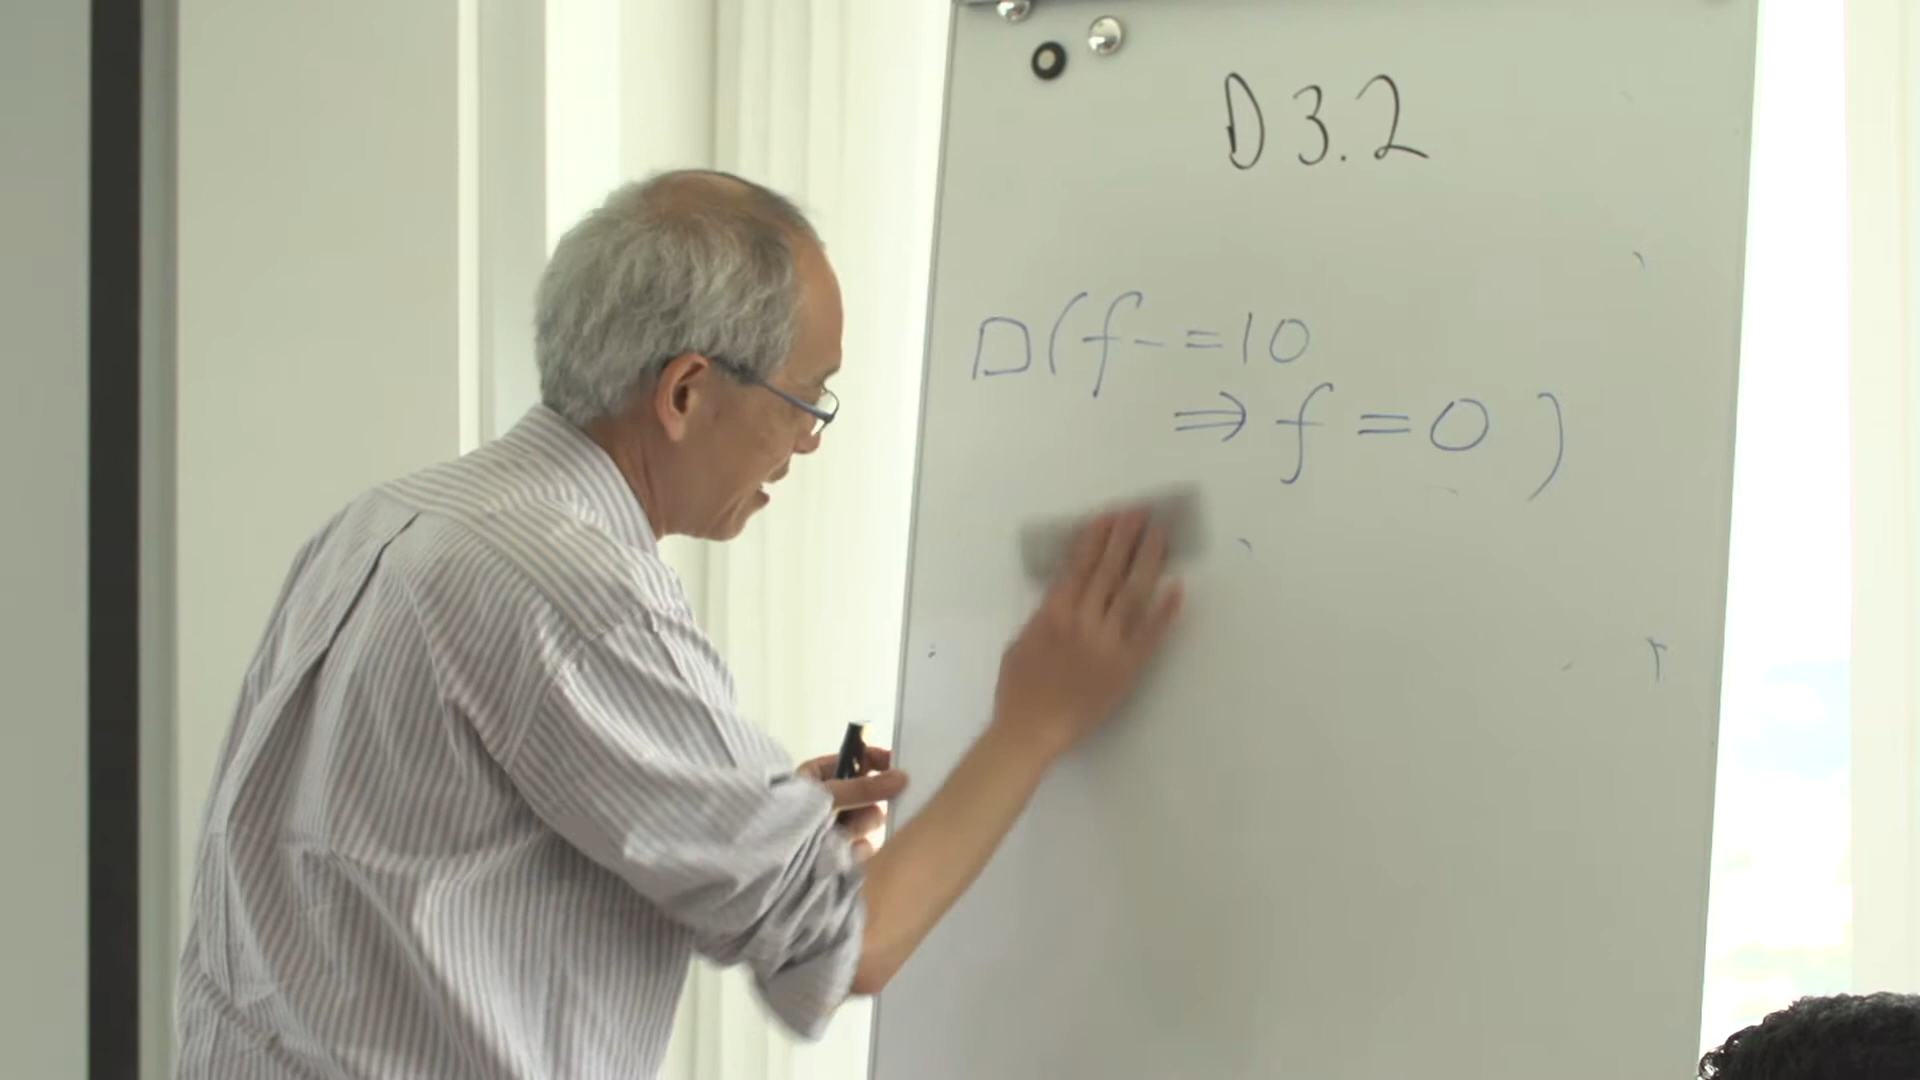 D 3.2
□(f- = 10
⇒ f = 0 )